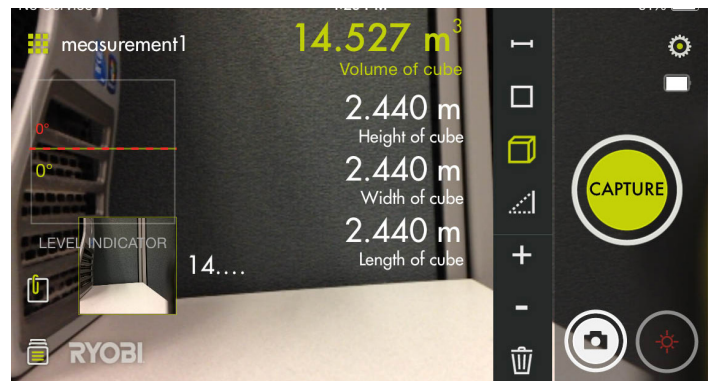 measurement1
14.527 m³
Volume of cube
2.440 m
Height of cube
2.440 m
Width of cube
2.440 m
Length of cube
0°
0°
LEVEL INDICATOR
14....
CAPTURE
RYOBI